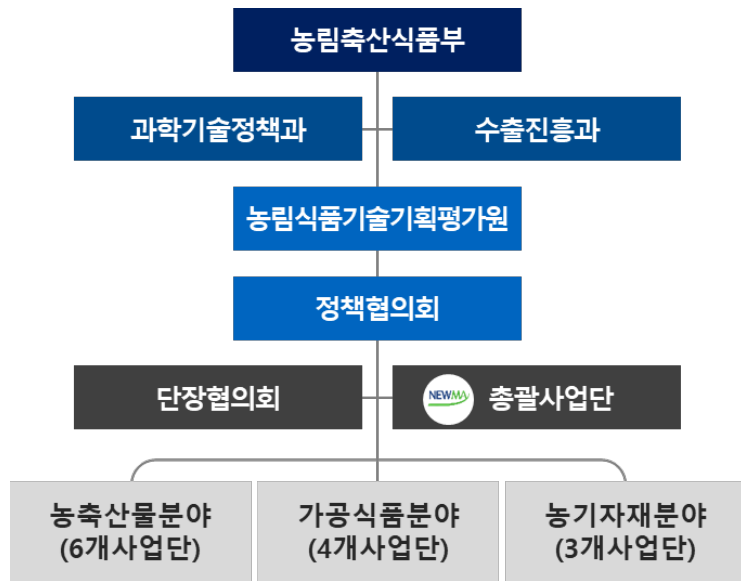 농림축산식품부
과학기술정책과
수출진흥과
농림식품기술기획평가원
정책협의회
단장협의회
NEWMA 총괄사업단
농축산물분야
(6개사업단)
가공식품분야
(4개사업단)
농기자재분야
(3개사업단)